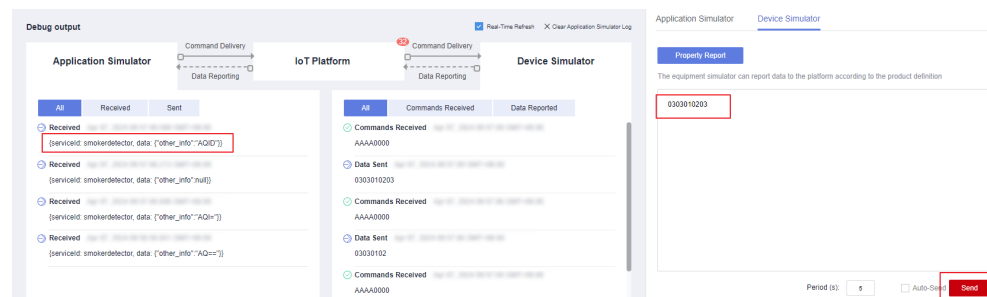 Debug output
Real-Time Refresh
Clear Application Simulator Log
Application Simulator
Command Delivery
Data Reporting
IoT Platform
32
Command Delivery
Data Reporting
Device Simulator
All Received Sent
Received
{serviceId: smokerdetector, data: {"other_info":"AQID"}}
Received
{serviceId: smokerdetector, data: {"other_info":null}}
Received
{serviceId: smokerdetector, data: {"other_info":"AQI="}}
Received
{serviceId: smokerdetector, data: {"other_info":"AQ=="}}
All Commands Received Data Reported
Commands Received
AAAA0000
Data Sent
0303010203
Commands Received
AAAA0000
Data Sent
03030102
Commands Received
AAAA0000
Application Simulator Device Simulator
Property Report
The equipment simulator can report data to the platform according to the product definition
0303010203
Period (s): 5 Auto-Send Send